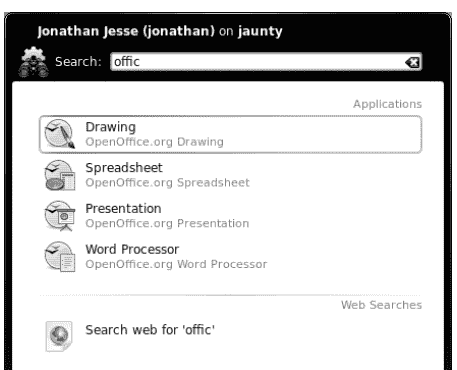 Jonathan Jesse (jonathan) on jaunty
Search: offic
Applications
Drawing
OpenOffice.org Drawing
Spreadsheet
OpenOffice.org Spreadsheet
Presentation
OpenOffice.org Presentation
Word Processor
OpenOffice.org Word Processor
Web Searches
Search web for 'offic'